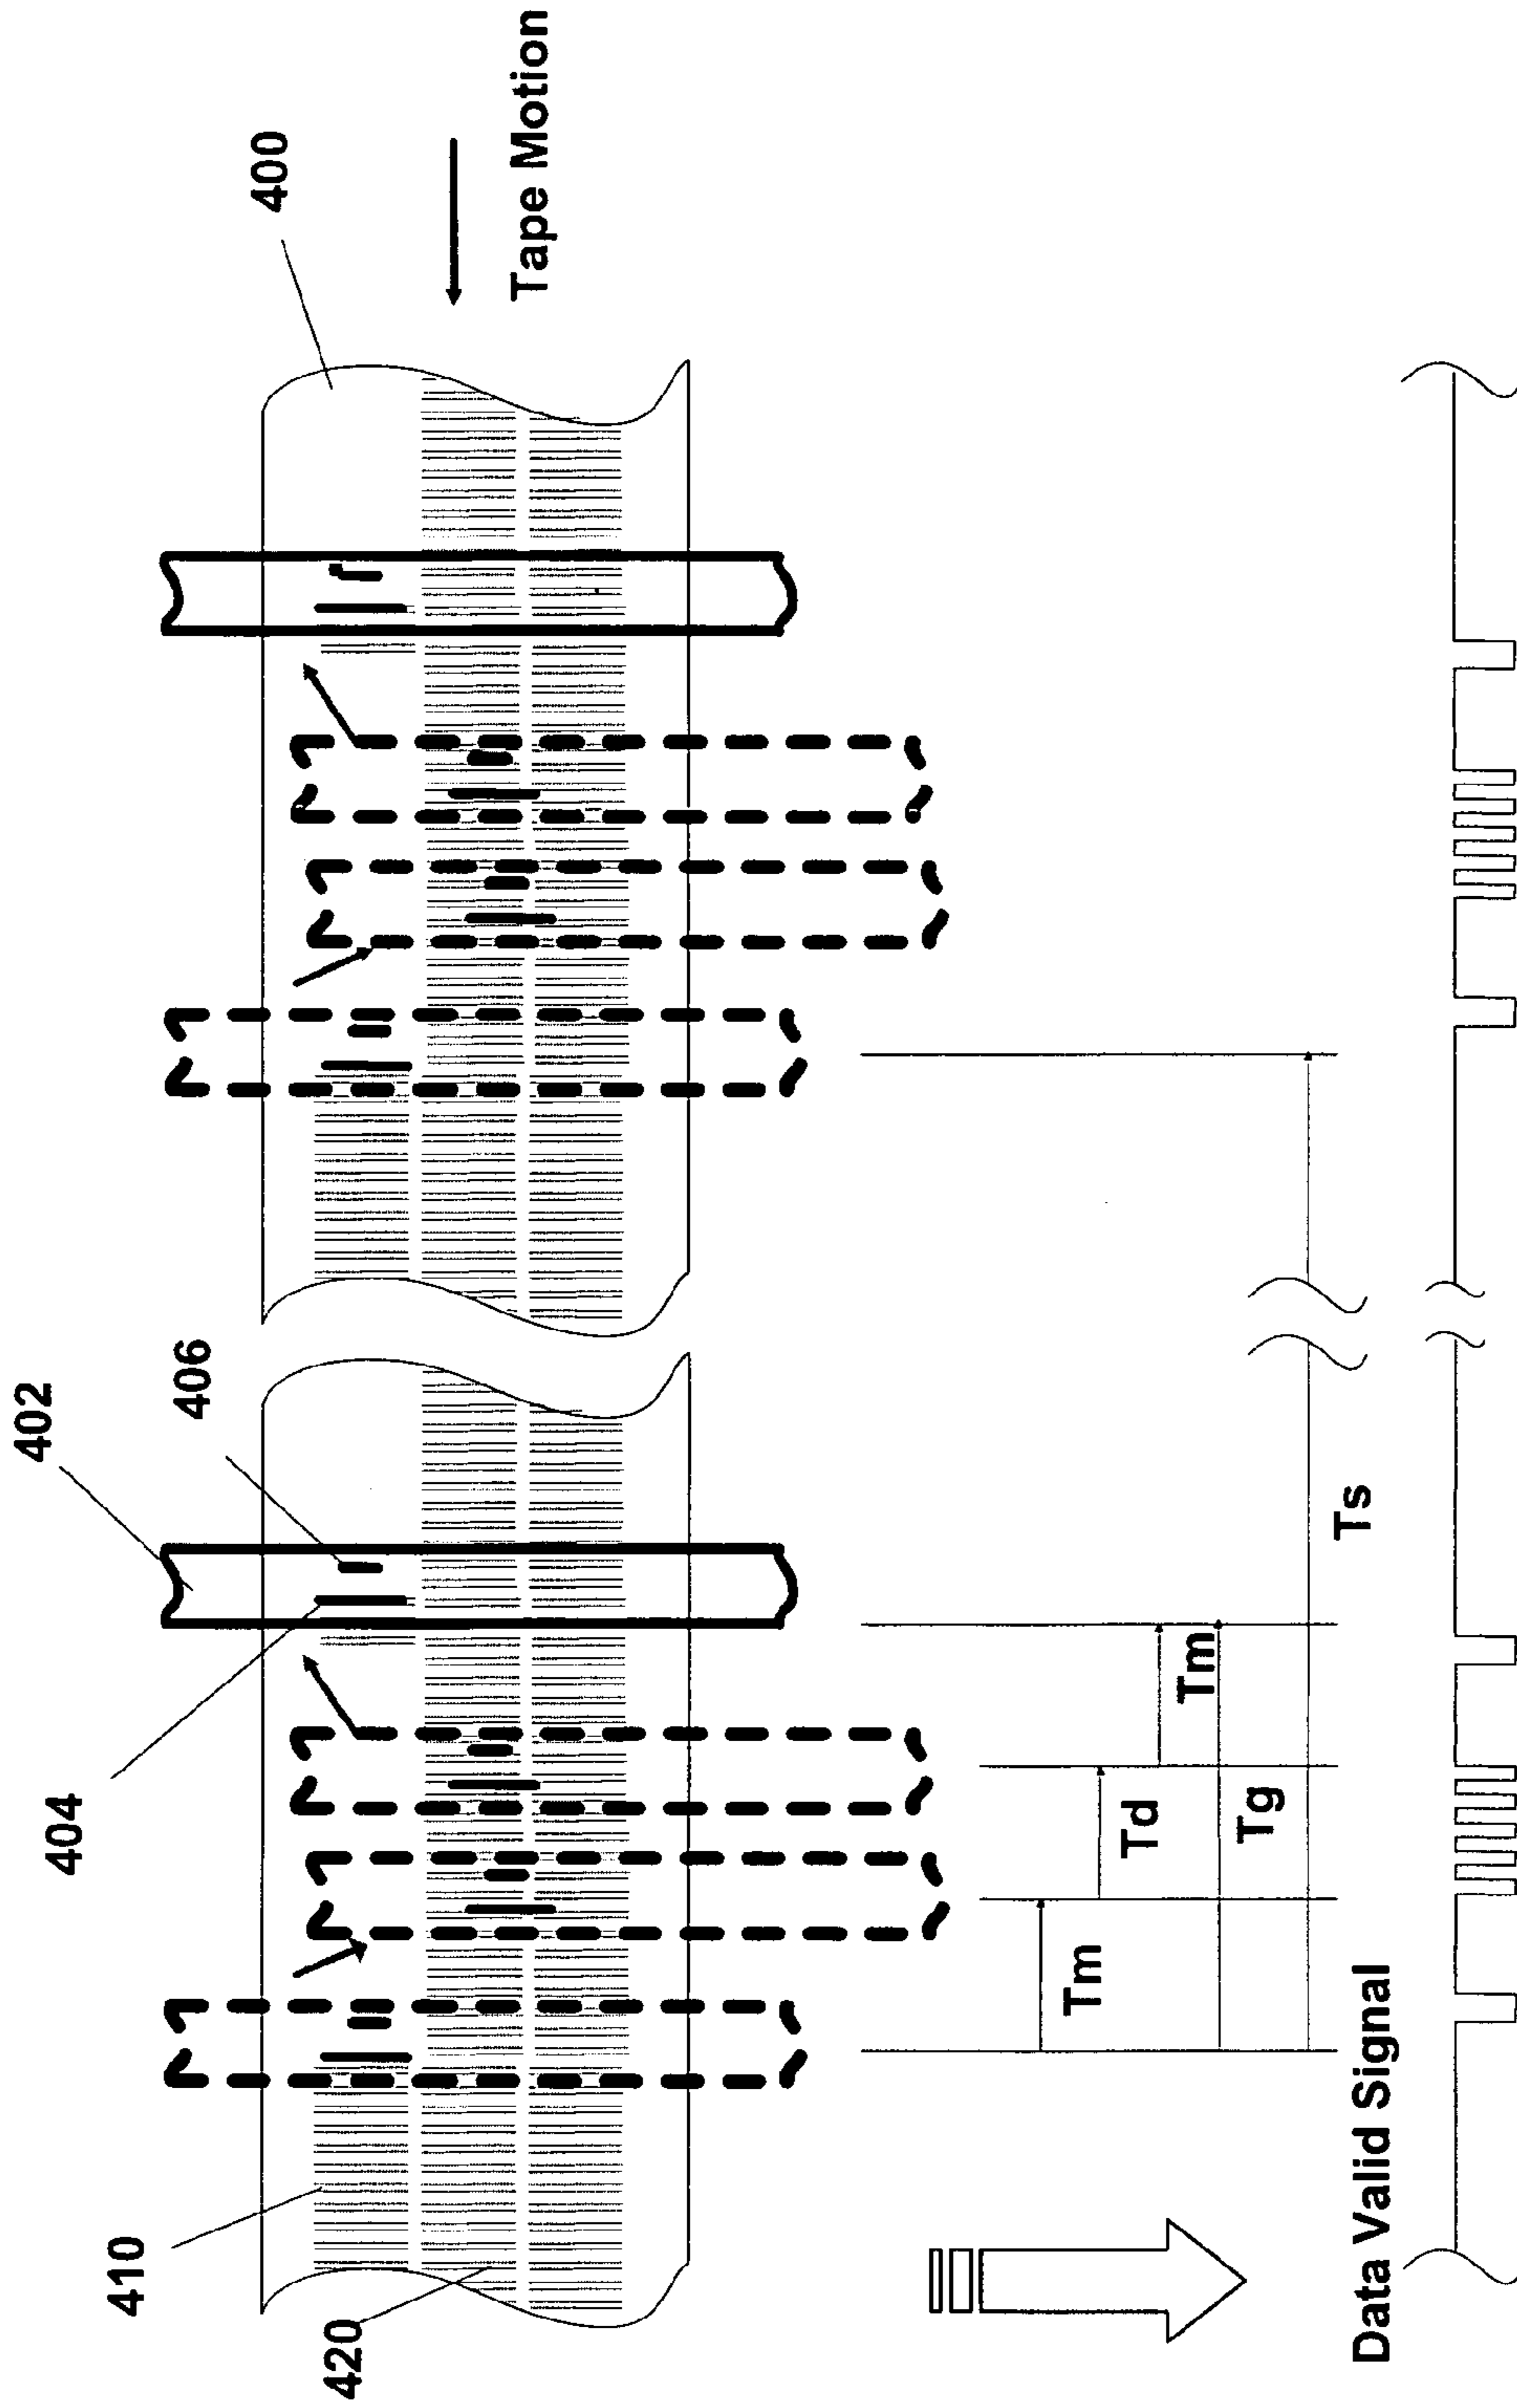 402
406
404
410
420
400
Tape Motion
Tm
Td
Tm
Tg
Ts
Data Valid Signal